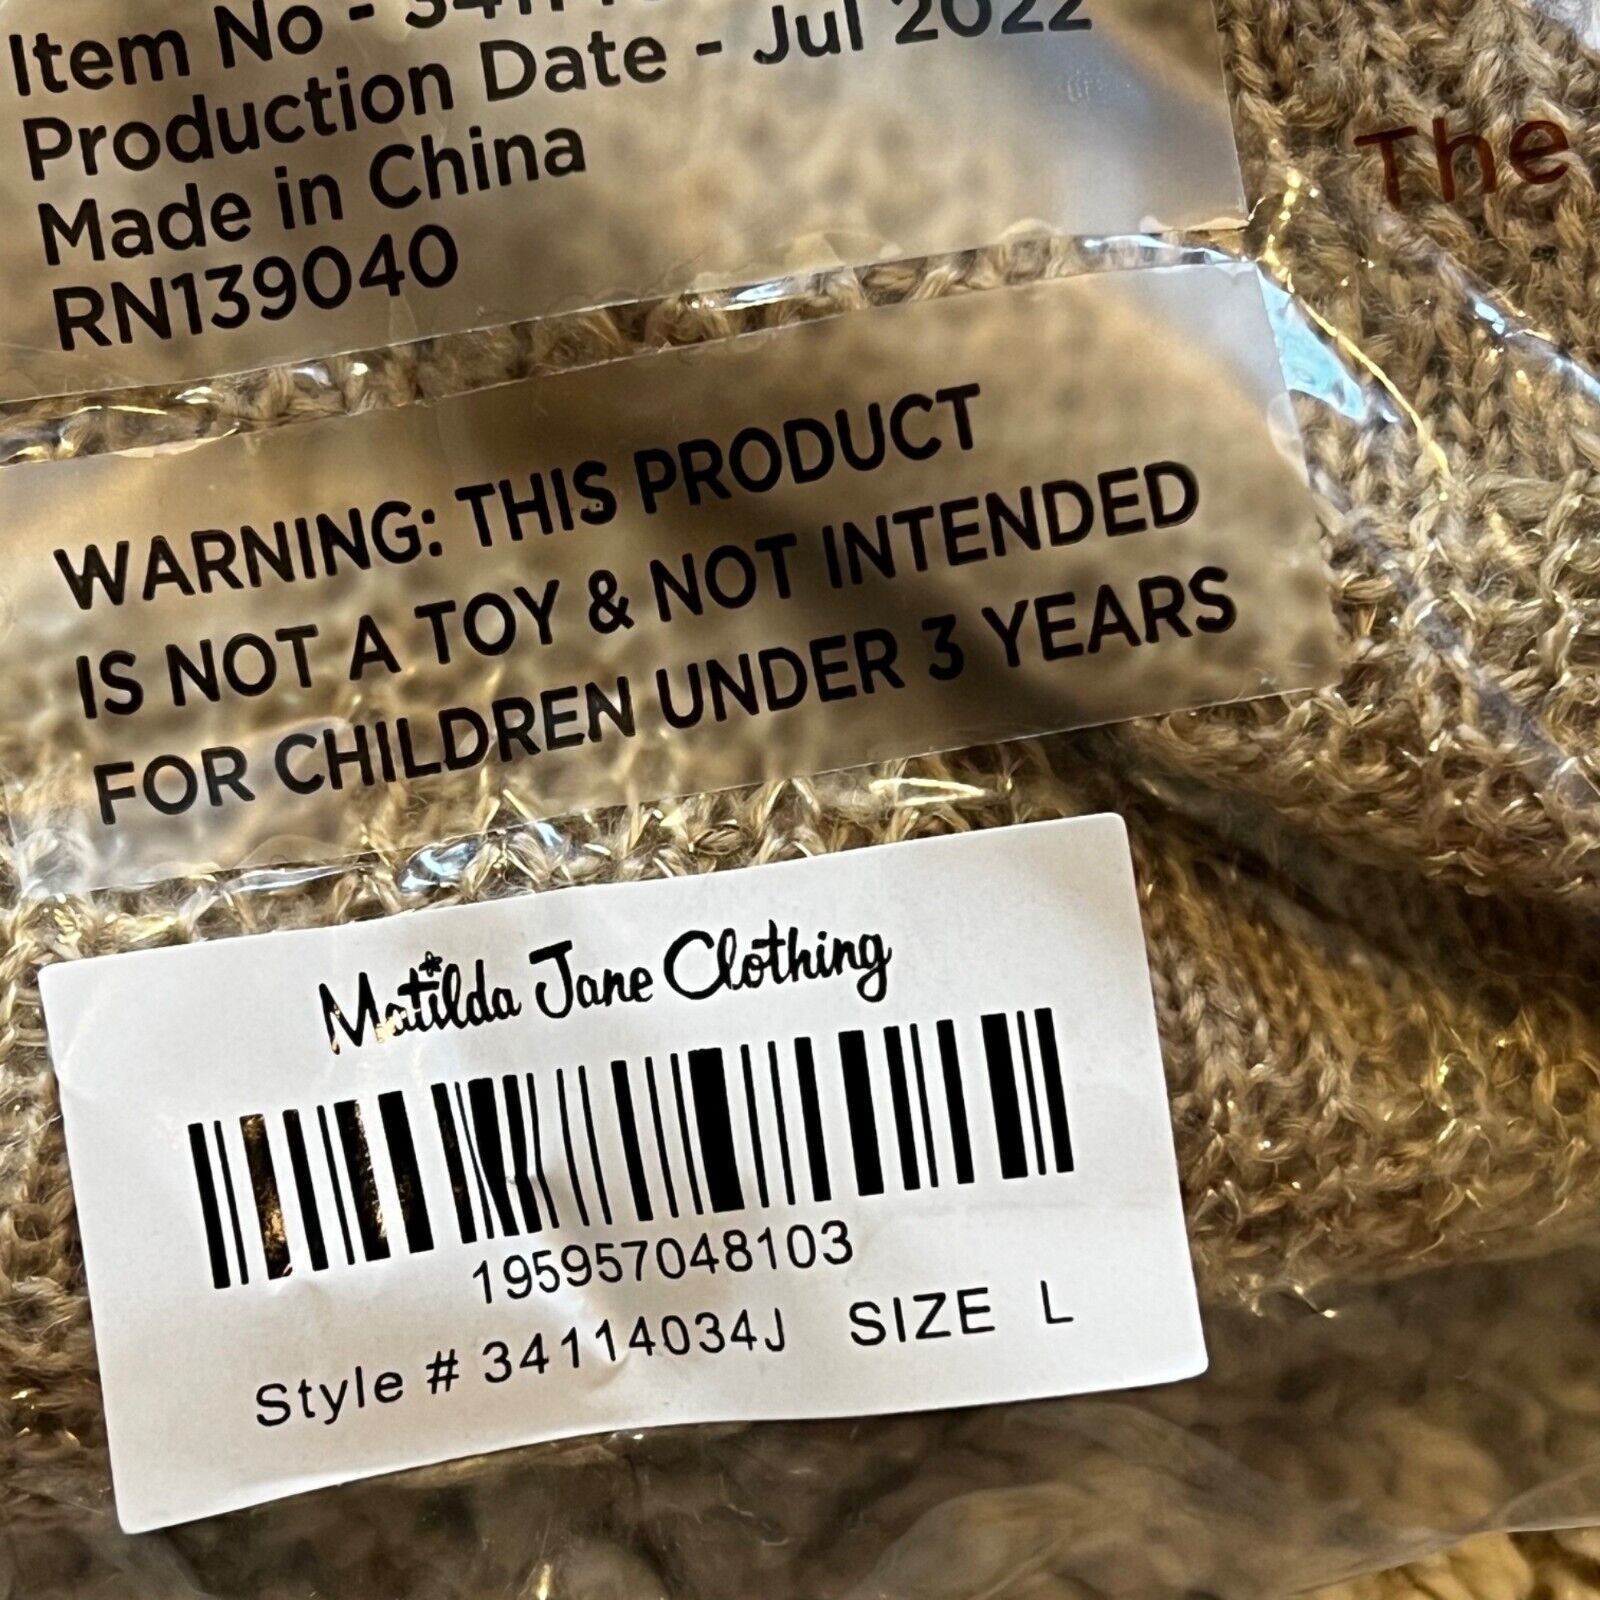 Item No -
Production Date - Jul 2022
Made in China
RN139040
The
WARNING: THIS PRODUCT
IS NOT A TOY & NOT INTENDED
FOR CHILDREN UNDER 3 YEARS
Matilda Jane Clothing
195957048103
Style # 34114034J SIZE L